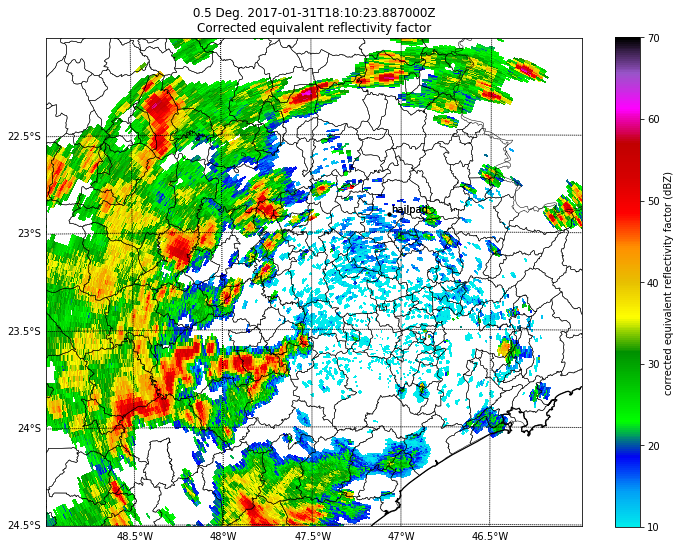 0.5 Deg. 2017-01-31T18:10:23.887000Z
Corrected equivalent reflectivity factor
22.5°S
23°S
23.5°S
24°S
24.5°S
48.5°W
48°W
47.5°W
47°W
46.5°W
hailpad
70
60
50
40
30
20
10
corrected equivalent reflectivity factor (dBZ)